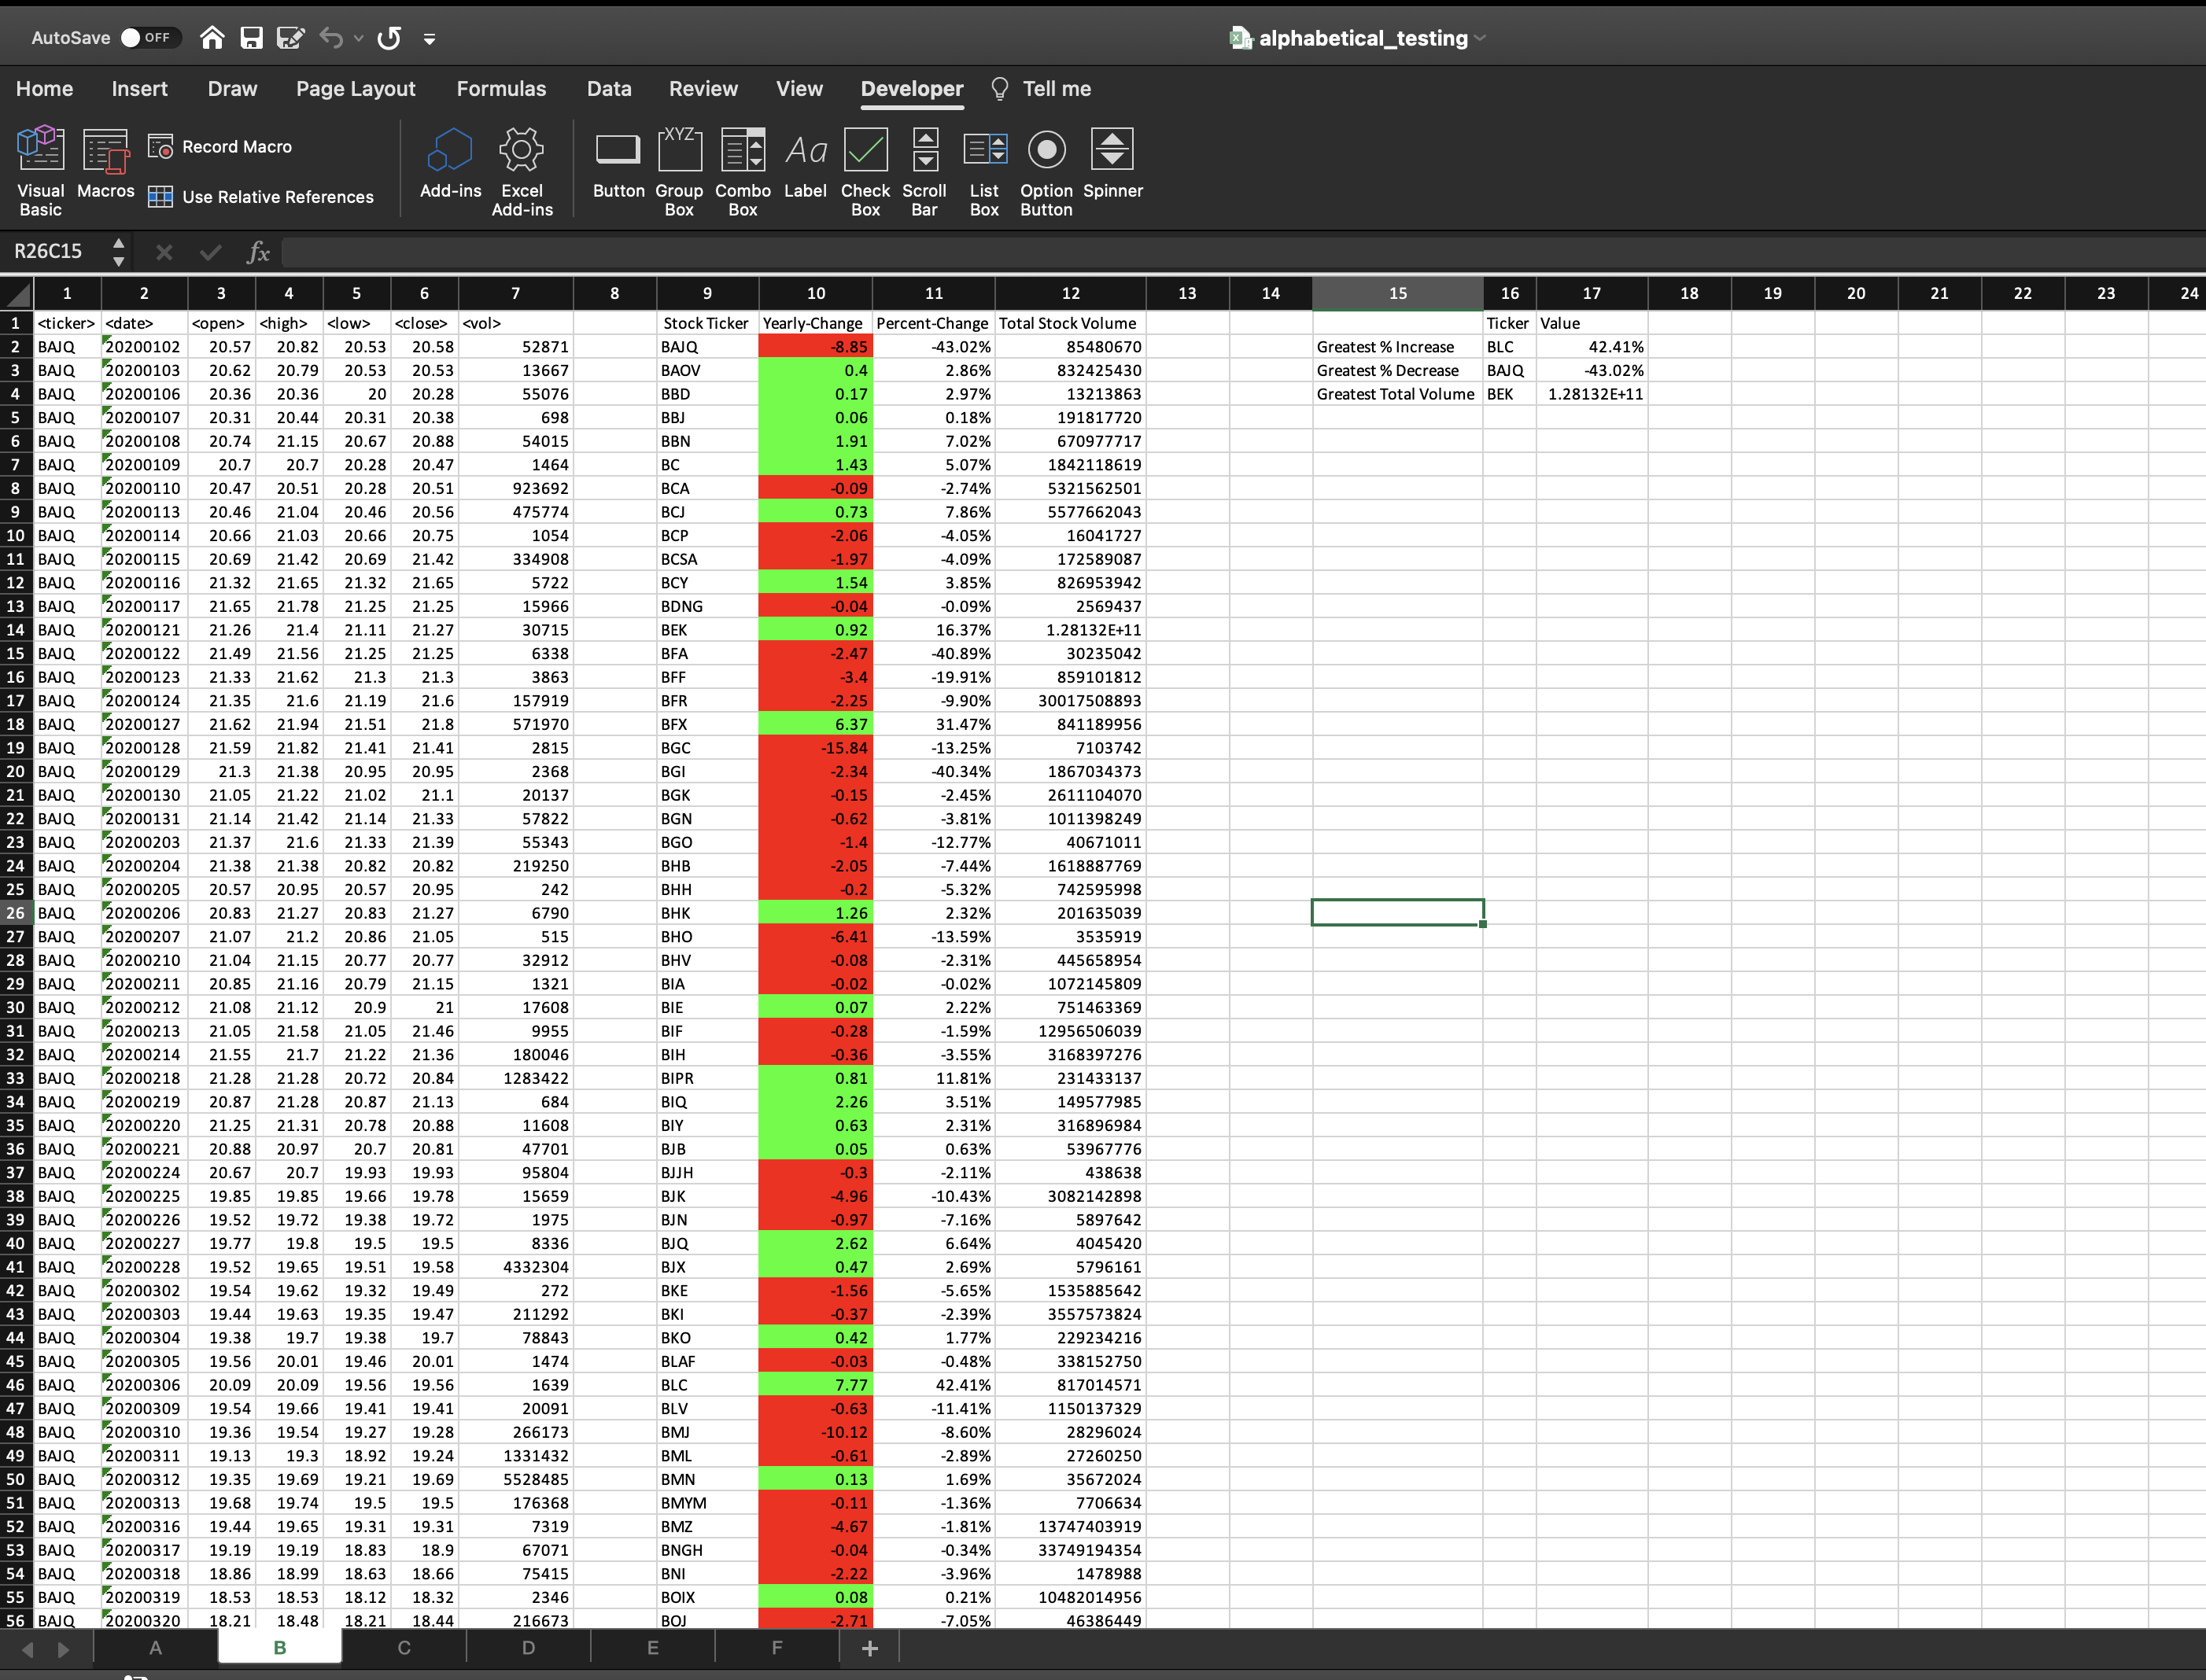 AutoSave OFF alphabetical_testing
Home Insert Draw Page Layout Formulas Data Review View Developer Tell me
Visual Basic Macros Record Macro Use Relative References Add-ins Excel Add-ins Button XYZ Group Box Combo Box Aa Label Check Box Scroll Bar List Box Option Button Spinner
R26C15 fx
1 2 3 4 5 6 7 8 9 10 11 12 13 14 15 16 17 18 19 20 21 22 23 24
1 <ticker> <date> <open> <high> <low> <close> <vol> Stock Ticker Yearly-Change Percent-Change Total Stock Volume Ticker Value
2 BAJQ 20200102 20.57 20.82 20.53 20.58 52871 BAJQ -8.85 -43.02% 85480670 Greatest % Increase BLC 42.41%
3 BAJQ 20200103 20.62 20.79 20.53 20.53 13667 BAOV 0.4 2.86% 832425430 Greatest % Decrease BAJQ -43.02%
4 BAJQ 20200106 20.36 20.36 20 20.28 55076 BBD 0.17 2.97% 13213863 Greatest Total Volume BEK 1.28132E+11
5 BAJQ 20200107 20.31 20.44 20.31 20.38 698 BBJ 0.06 0.18% 191817720
6 BAJQ 20200108 20.74 21.15 20.67 20.88 54015 BBN 1.91 7.02% 670977717
7 BAJQ 20200109 20.7 20.7 20.28 20.47 1464 BC 1.43 5.07% 1842118619
8 BAJQ 20200110 20.47 20.51 20.28 20.51 923692 BCA -0.09 -2.74% 5321562501
9 BAJQ 20200113 20.46 21.04 20.46 20.56 475774 BCJ 0.73 7.86% 5577662043
10 BAJQ 20200114 20.66 21.03 20.66 20.75 1054 BCP -2.06 -4.05% 16041727
11 BAJQ 20200115 20.69 21.42 20.69 21.42 334908 BCSA -1.97 -4.09% 172589087
12 BAJQ 20200116 21.32 21.65 21.32 21.65 5722 BCY 1.54 3.85% 826953942
13 BAJQ 20200117 21.65 21.78 21.25 21.25 15966 BDNG -0.04 -0.09% 2569437
14 BAJQ 20200121 21.26 21.4 21.11 21.27 30715 BEK 0.92 16.37% 1.28132E+11
15 BAJQ 20200122 21.49 21.56 21.25 21.25 6338 BFA -2.47 -40.89% 30235042
16 BAJQ 20200123 21.33 21.62 21.3 21.3 3863 BFF -3.4 -19.91% 859101812
17 BAJQ 20200124 21.35 21.6 21.19 21.6 157919 BFR -2.25 -9.90% 30017508893
18 BAJQ 20200127 21.62 21.94 21.51 21.8 571970 BFX 6.37 31.47% 841189956
19 BAJQ 20200128 21.59 21.82 21.41 21.41 2815 BGC -15.84 -13.25% 7103742
20 BAJQ 20200129 21.3 21.38 20.95 20.95 2368 BGI -2.34 -40.34% 1867034373
21 BAJQ 20200130 21.05 21.22 21.02 21.1 20137 BGK -0.15 -2.45% 2611104070
22 BAJQ 20200131 21.14 21.42 21.14 21.33 57822 BGN -0.62 -3.81% 1011398249
23 BAJQ 20200203 21.37 21.6 21.33 21.39 55343 BGO -1.4 -12.77% 40671011
24 BAJQ 20200204 21.38 21.38 20.82 20.82 219250 BHB -2.05 -7.44% 1618887769
25 BAJQ 20200205 20.57 20.95 20.57 20.95 242 BHH -0.2 -5.32% 742595998
26 BAJQ 20200206 20.83 21.27 20.83 21.27 6790 BHK 1.26 2.32% 201635039
27 BAJQ 20200207 21.07 21.2 20.86 21.05 515 BHO -6.41 -13.59% 3535919
28 BAJQ 20200210 21.04 21.15 20.77 20.77 32912 BHV -0.08 -2.31% 445658954
29 BAJQ 20200211 20.85 21.16 20.79 21.15 1321 BIA -0.02 -0.02% 1072145809
30 BAJQ 20200212 21.08 21.12 20.9 21 17608 BIE 0.07 2.22% 751463369
31 BAJQ 20200213 21.05 21.58 21.05 21.46 9955 BIF -0.28 -1.59% 12956506039
32 BAJQ 20200214 21.55 21.7 21.22 21.36 180046 BIH -0.36 -3.55% 3168397276
33 BAJQ 20200218 21.28 21.28 20.72 20.84 1283422 BIPR 0.81 11.81% 231433137
34 BAJQ 20200219 20.87 21.28 20.87 21.13 684 BIQ 2.26 3.51% 149577985
35 BAJQ 20200220 21.25 21.31 20.78 20.88 11608 BIY 0.63 2.31% 316896984
36 BAJQ 20200221 20.88 20.97 20.7 20.81 47701 BJB 0.05 0.63% 53967776
37 BAJQ 20200224 20.67 20.7 19.93 19.93 95804 BJJH -0.3 -2.11% 438638
38 BAJQ 20200225 19.85 19.85 19.66 19.78 15659 BJK -4.96 -10.43% 3082142898
39 BAJQ 20200226 19.52 19.72 19.38 19.72 1975 BJN -0.97 -7.16% 5897642
40 BAJQ 20200227 19.77 19.8 19.5 19.5 8336 BJQ 2.62 6.64% 4045420
41 BAJQ 20200228 19.52 19.65 19.51 19.58 4332304 BJX 0.47 2.69% 5796161
42 BAJQ 20200302 19.54 19.62 19.32 19.49 272 BKE -1.56 -5.65% 1535885642
43 BAJQ 20200303 19.44 19.63 19.35 19.47 211292 BKI -0.37 -2.39% 3557573824
44 BAJQ 20200304 19.38 19.7 19.38 19.7 78843 BKO 0.42 1.77% 229234216
45 BAJQ 20200305 19.56 20.01 19.46 20.01 1474 BLAF -0.03 -0.48% 338152750
46 BAJQ 20200306 20.09 20.09 19.56 19.56 1639 BLC 7.77 42.41% 817014571
47 BAJQ 20200309 19.54 19.66 19.41 19.41 20091 BLV -0.63 -11.41% 1150137329
48 BAJQ 20200310 19.36 19.54 19.27 19.28 266173 BMJ -10.12 -8.60% 28296024
49 BAJQ 20200311 19.13 19.3 18.92 19.24 1331432 BML -0.61 -2.89% 27260250
50 BAJQ 20200312 19.35 19.69 19.21 19.69 5528485 BMN 0.13 1.69% 35672024
51 BAJQ 20200313 19.68 19.74 19.5 19.5 176368 BMYM -0.11 -1.36% 7706634
52 BAJQ 20200316 19.44 19.65 19.31 19.31 7319 BMZ -4.67 -1.81% 13747403919
53 BAJQ 20200317 19.19 19.19 18.83 18.9 67071 BNGH -0.04 -0.34% 33749194354
54 BAJQ 20200318 18.86 18.99 18.63 18.66 75415 BNI -2.22 -3.96% 1478988
55 BAJQ 20200319 18.53 18.53 18.12 18.32 2346 BOIX 0.08 0.21% 10482014956
56 BAJQ 20200320 18.21 18.48 18.21 18.44 216673 BOJ -2.71 -7.05% 46386449
A B C D E F +